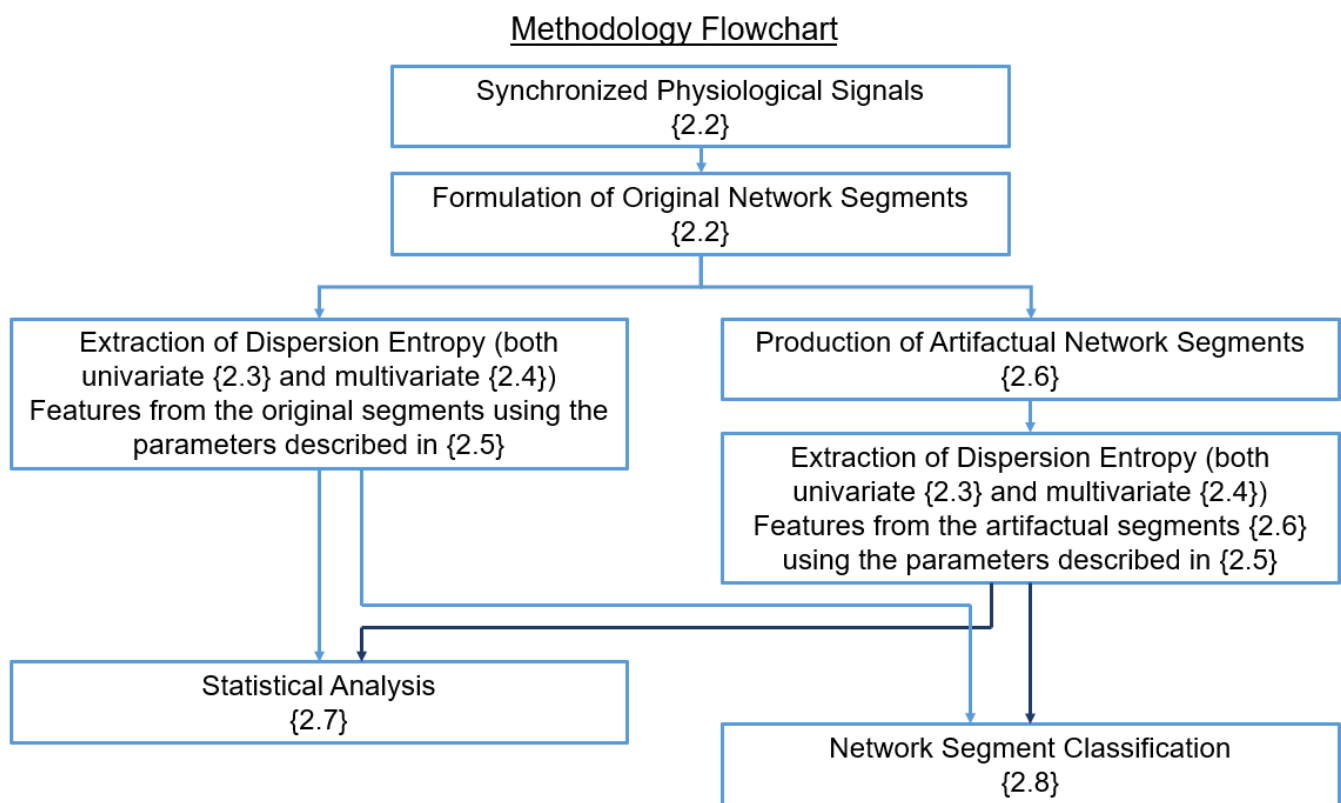 Methodology Flowchart
Synchronized Physiological Signals
{2.2}
Formulation of Original Network Segments
{2.2}
Extraction of Dispersion Entropy (both
univariate {2.3} and multivariate {2.4})
Features from the original segments using the
parameters described in {2.5}
Production of Artifactual Network Segments
{2.6}
Extraction of Dispersion Entropy (both
univariate {2.3} and multivariate {2.4})
Features from the artifactual segments {2.6}
using the parameters described in {2.5}
Statistical Analysis
{2.7}
Network Segment Classification
{2.8}